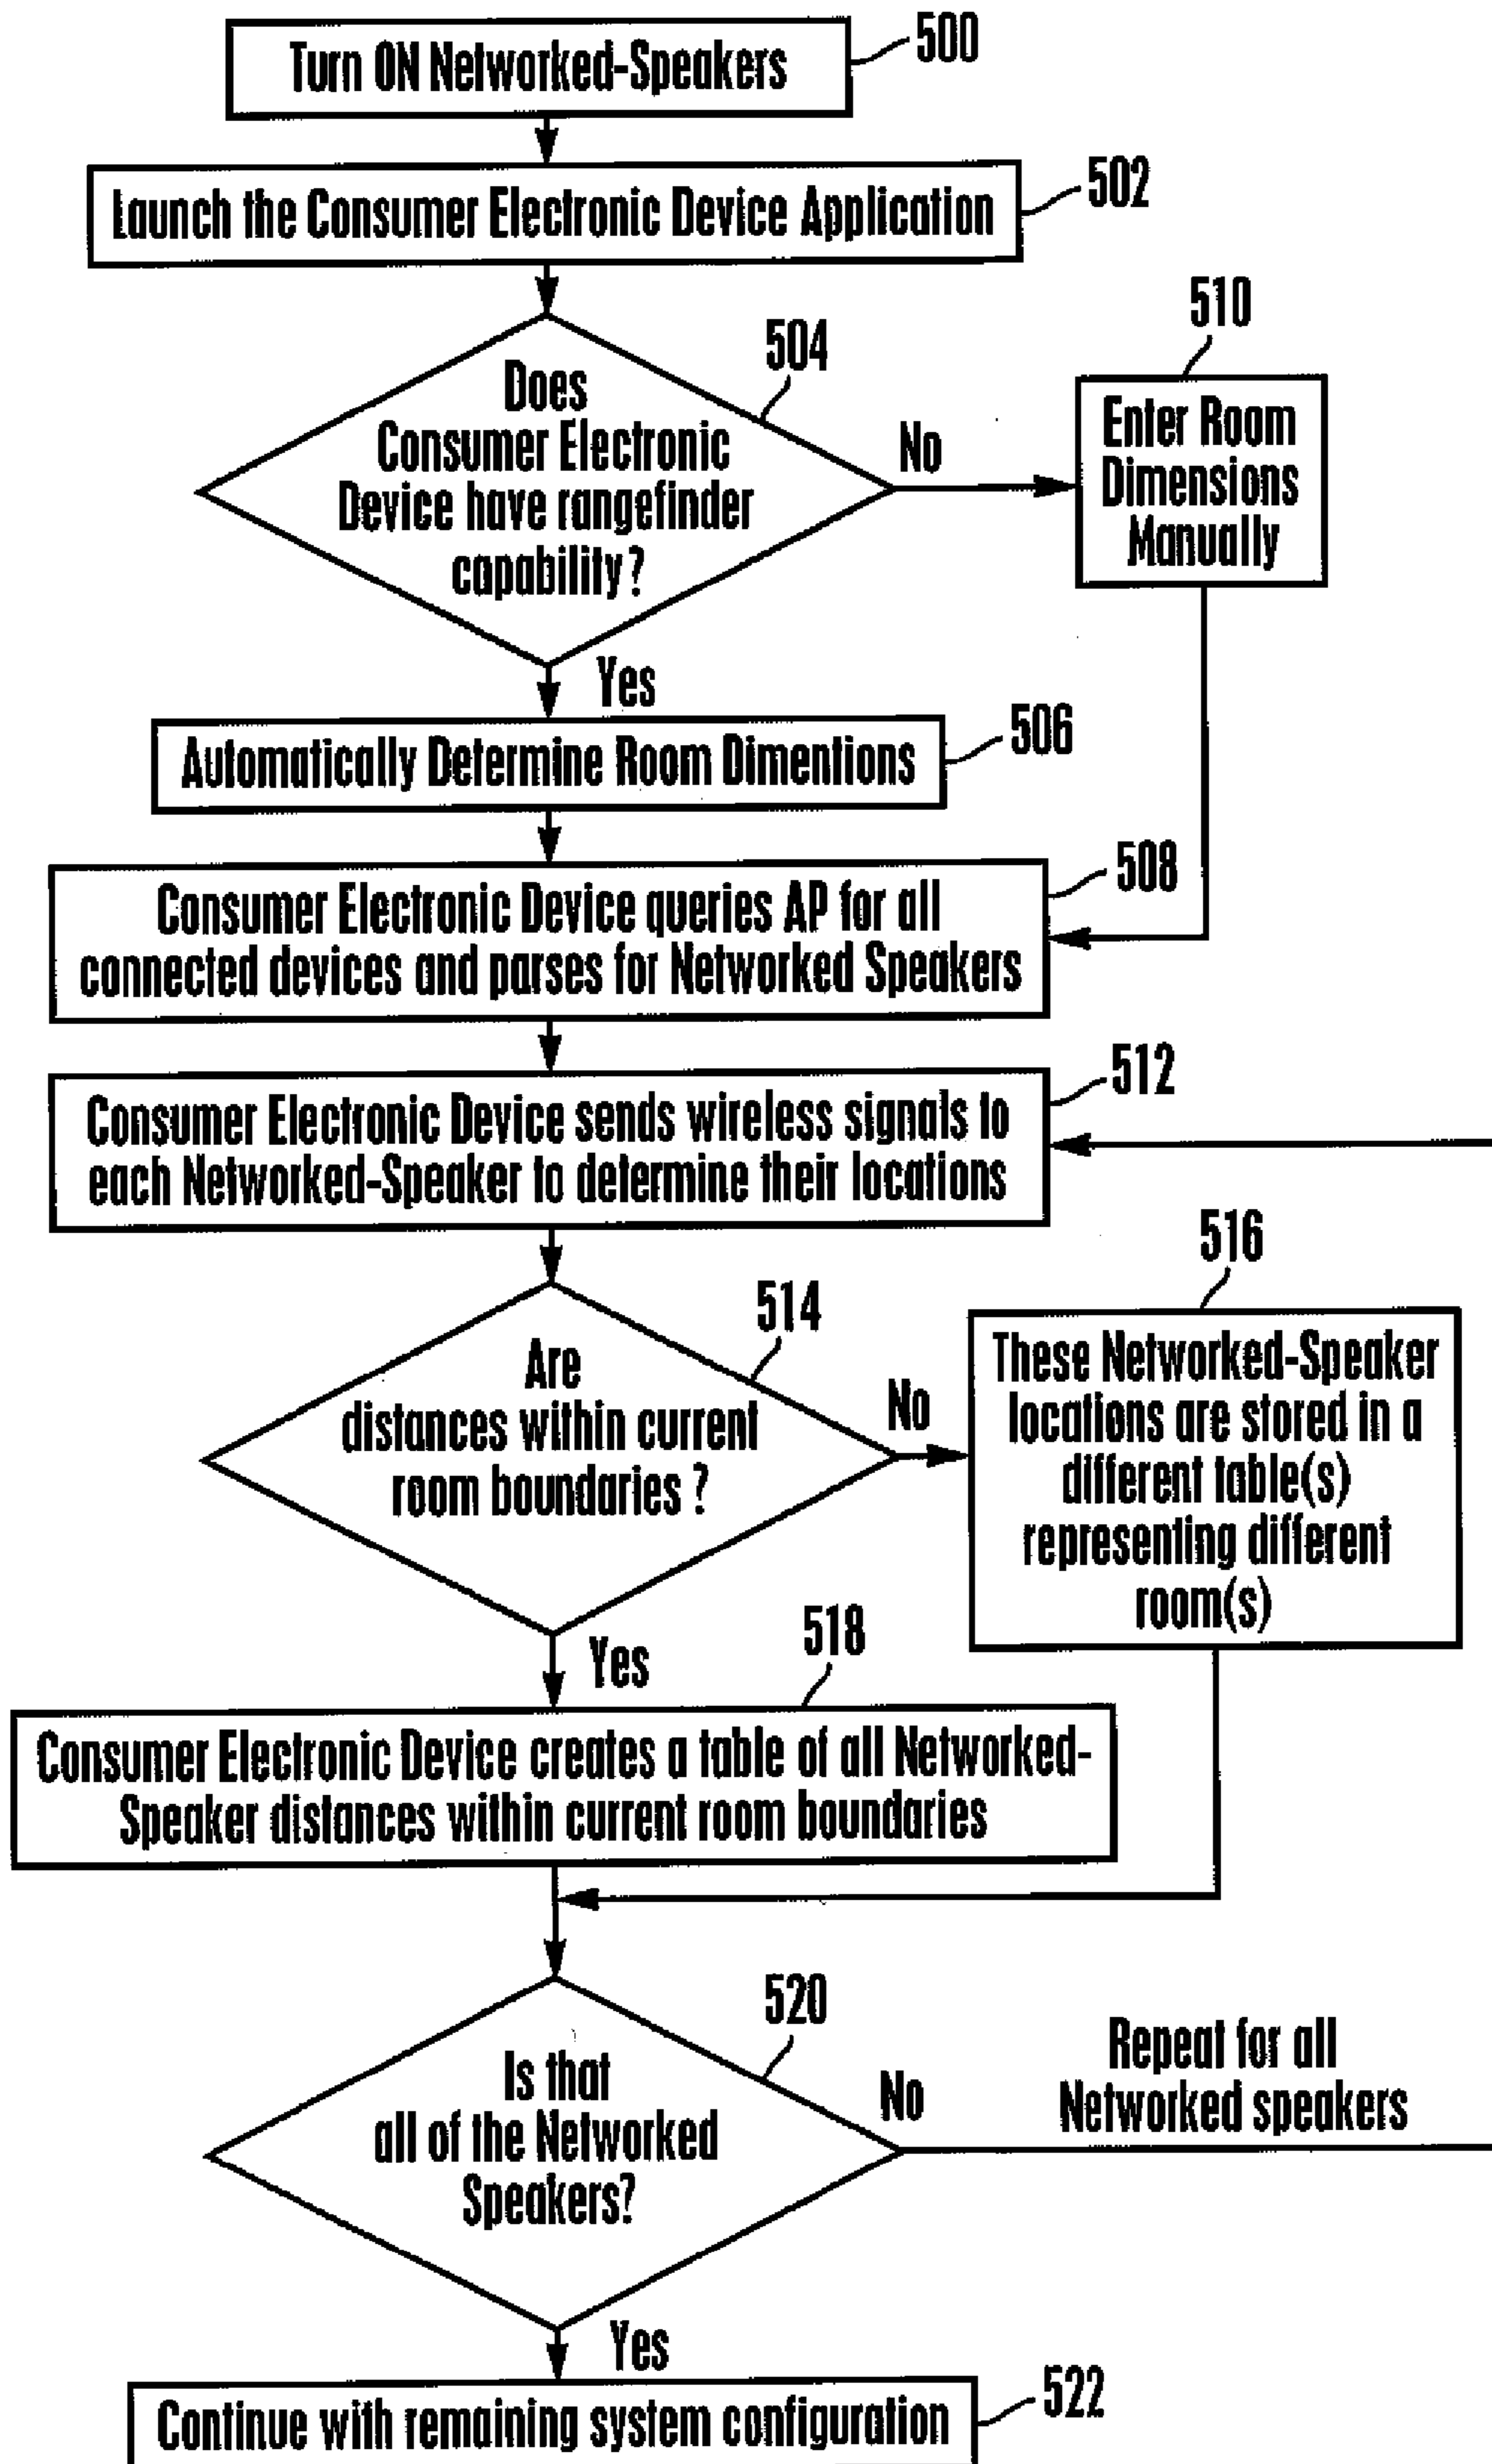 Turn ON Networked-Speakers
500
Launch the Consumer Electronic Device Application
502
Does
Consumer Electronic
Device have rangefinder
capability?
504
No
510
Enter Room
Dimensions
Manually
Yes
Automatically Determine Room Dimentions
506
Consumer Electronic Device queries AP for all
connected devices and parses for Networked Speakers
508
Consumer Electronic Device sends wireless signals to
each Networked-Speaker to determine their locations
512
Are
distances within current
room boundaries?
514
No
516
These Networked-Speaker
locations are stored in a
different table(s)
representing different
room(s)
Yes
518
Consumer Electronic Device creates a table of all Networked-
Speaker distances within current room boundaries
Is that
all of the Networked
Speakers?
520
No
Repeat for all
Networked speakers
Yes
Continue with remaining system configuration
522